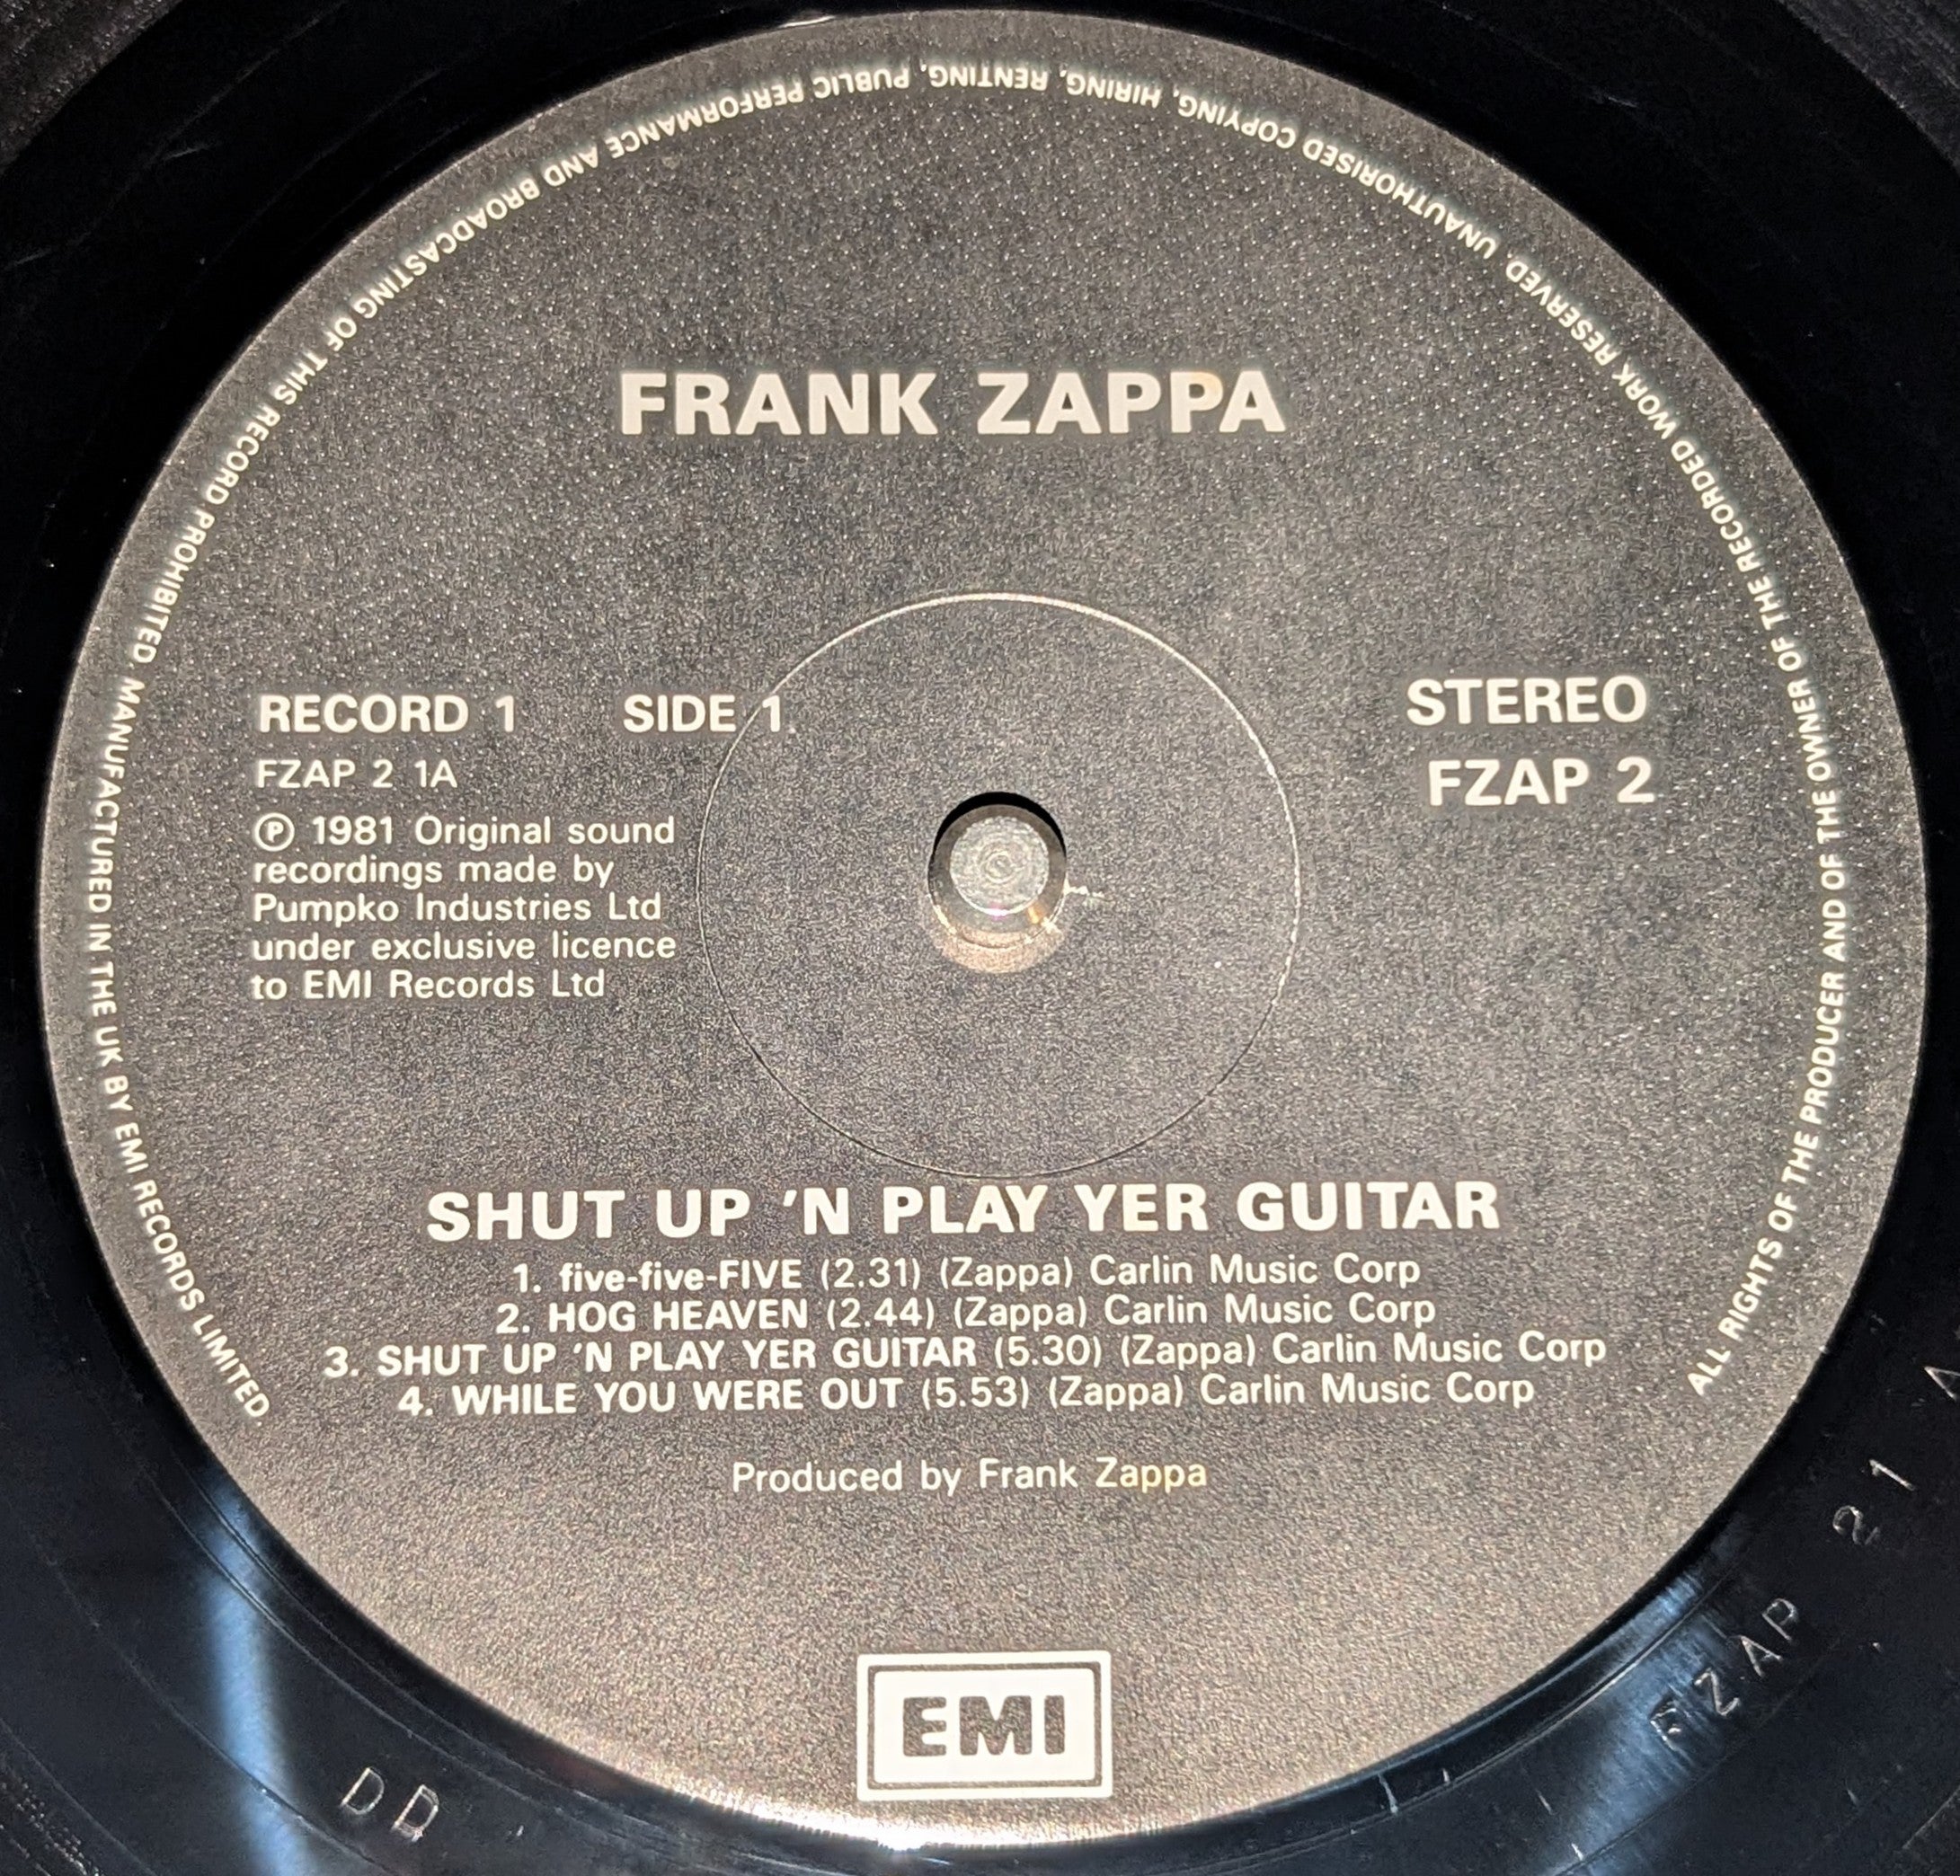 FRANK ZAPPA
RECORD 1 SIDE 1
FZAP 2 1A
Ⓟ 1981 Original sound
recordings made by
Pumpko Industries Ltd
under exclusive licence
to EMI Records Ltd
STEREO
FZAP 2
SHUT UP 'N PLAY YER GUITAR
1. five-five-FIVE (2.31) (Zappa) Carlin Music Corp
2. HOG HEAVEN (2.44) (Zappa) Carlin Music Corp
3. SHUT UP 'N PLAY YER GUITAR (5.30) (Zappa) Carlin Music Corp
4. WHILE YOU WERE OUT (5.53) (Zappa) Carlin Music Corp
Produced by Frank Zappa
EMI
ALL RIGHTS OF THE PRODUCER AND OF THE OWNER OF THE RECORDED WORK RESERVED. UNAUTHORISED COPYING, HIRING, RENTING, PUBLIC PERFORMANCE AND BROADCASTING OF THIS RECORD PROHIBITED. MANUFACTURED IN THE UK BY EMI RECORDS LIMITED
DD
FZAP 2 1 A